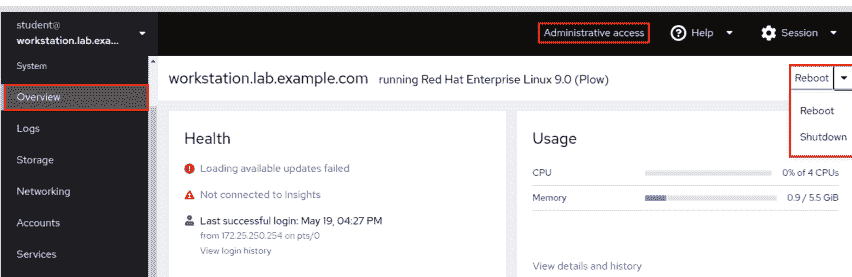 student@
workstation.lab.exa...
Administrative access
Help
Session
System
Overview
Logs
Storage
Networking
Accounts
Services
workstation.lab.example.com running Red Hat Enterprise Linux 9.0 (Plow)
Reboot
Reboot
Shutdown
Health
Loading available updates failed
Not connected to Insights
Last successful login: May 19, 04:27 PM
from 172.25.250.254 on pts/0
View login history
Usage
CPU 0% of 4 CPUs
Memory 0.9 / 5.5 GiB
View details and history